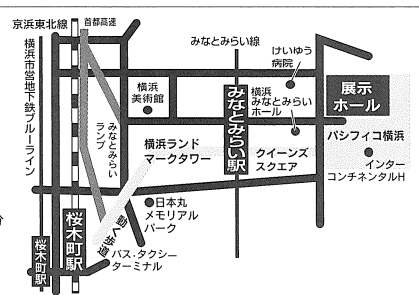 京浜東北線
首都高速
みなとみらい線
けいゆう
病院
横浜市営地下鉄ブルーライン
みなとみらい
ランプ
横浜
美術館
横浜
みなとみらい
ホール
展示
ホール
みなとみらい駅
横浜ランド
マークタワー
クイーンズ
スクエア
パシフィコ横浜
インター
コンチネンタルH
日本丸
メモリアル
パーク
動く歩道
桜木町駅
桜木町駅
バス・タクシー
ターミナル
分